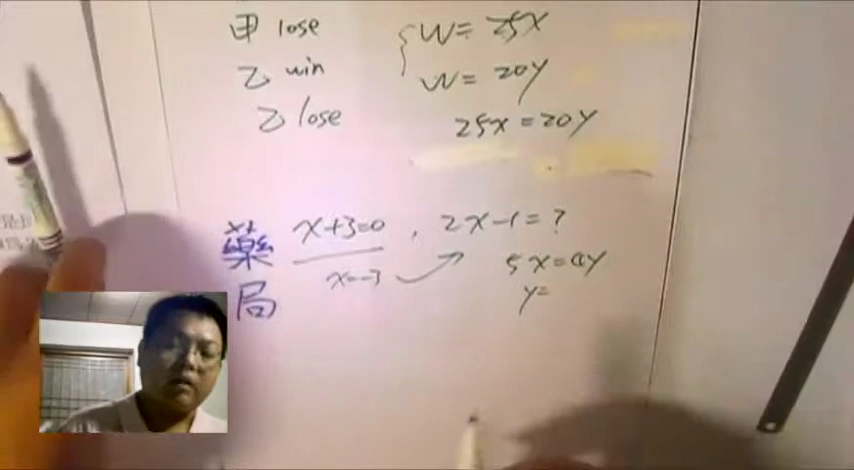 甲 lose
乙 win
乙 lose
W = 25X
W = 20Y
25X = 20Y
藥局
X+3=0 , 2X-1=?
X=-3
5X=4Y
Y=